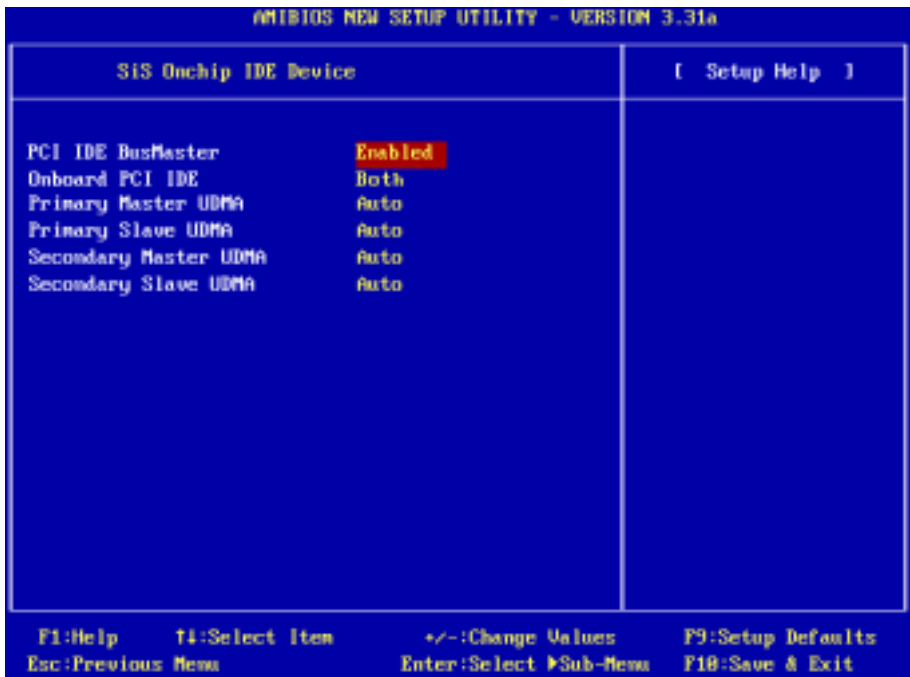 AMIBIOS NEW SETUP UTILITY - VERSION 3.31a
SiS Onchip IDE Device
[ Setup Help ]
PCI IDE BusMaster Enabled
Onboard PCI IDE Both
Primary Master UDMA Auto
Primary Slave UDMA Auto
Secondary Master UDMA Auto
Secondary Slave UDMA Auto
F1:Help ↑↓:Select Item +/-:Change Values F9:Setup Defaults
Esc:Previous Menu Enter:Select ▶Sub-Menu F10:Save & Exit